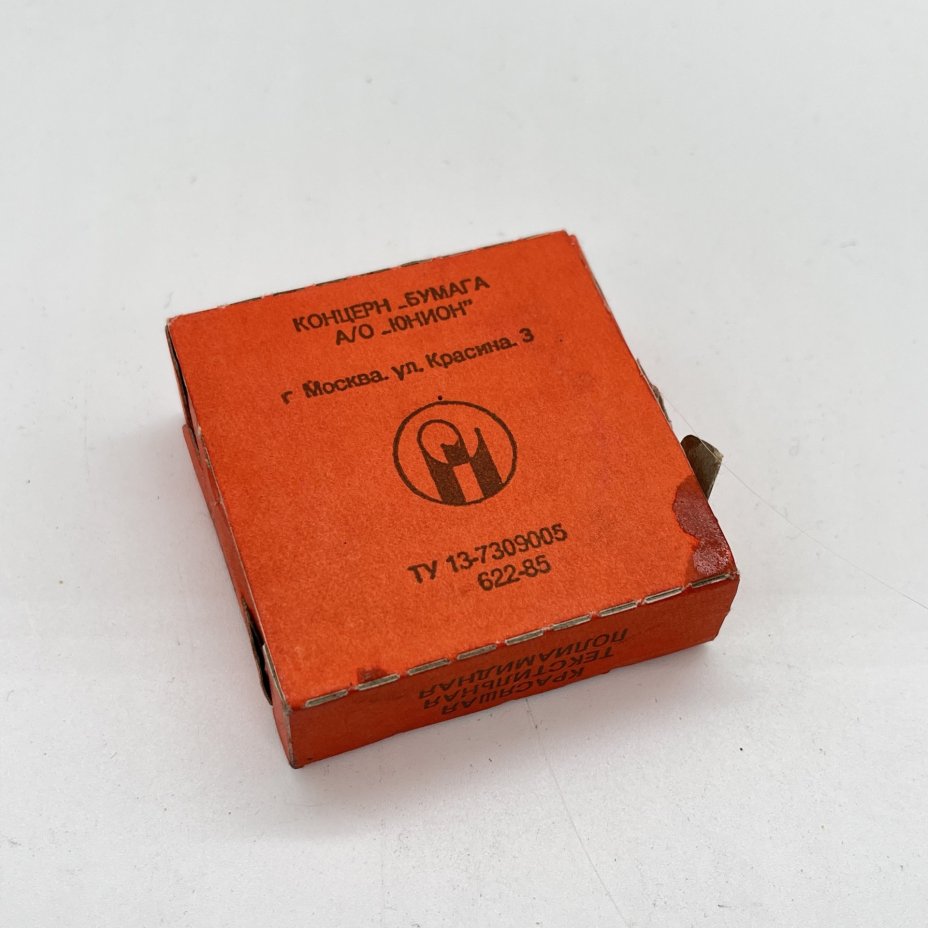 КОНЦЕРН „БУМАГА
А/О „ЮНИОН"
г Москва. ул. Красина. 3
ТУ 13-7309005
622-85
КРАСЯЩАЯ
ТЕКСТИЛЬНАЯ
ПОЛИАМИДНАЯ